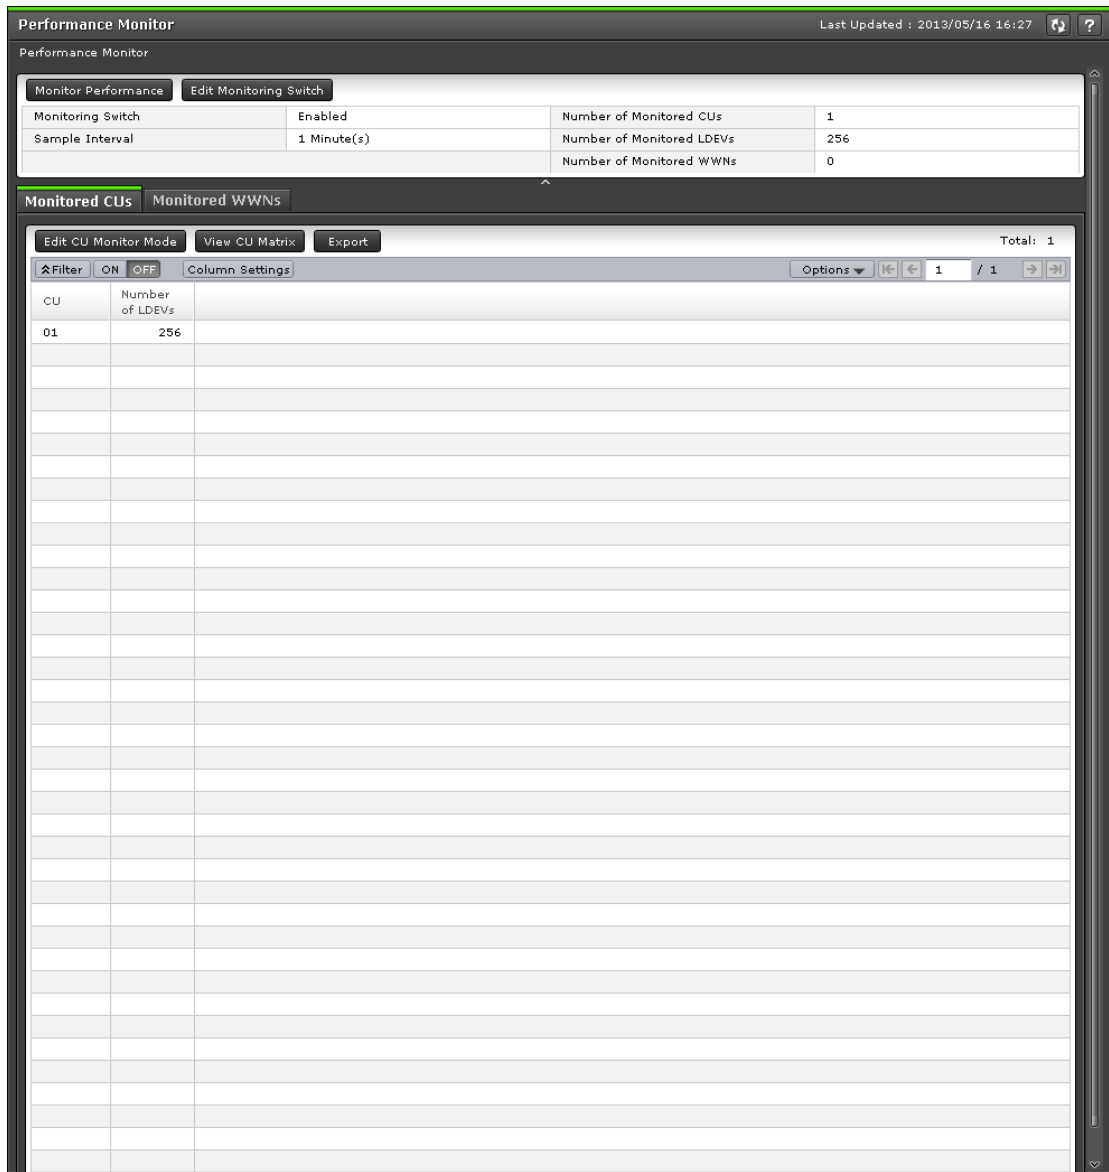 Performance Monitor
Last Updated : 2013/05/16 16:27 ?
Performance Monitor
Monitor Performance Edit Monitoring Switch
Monitoring Switch Enabled Number of Monitored CUs 1
Sample Interval 1 Minute(s) Number of Monitored LDEVs 256
Number of Monitored WWNs 0
Monitored CUs Monitored WWNs
Edit CU Monitor Mode View CU Matrix Export Total: 1
Filter ON OFF Column Settings Options 1 / 1
CU Number
of LDEVs
01 256